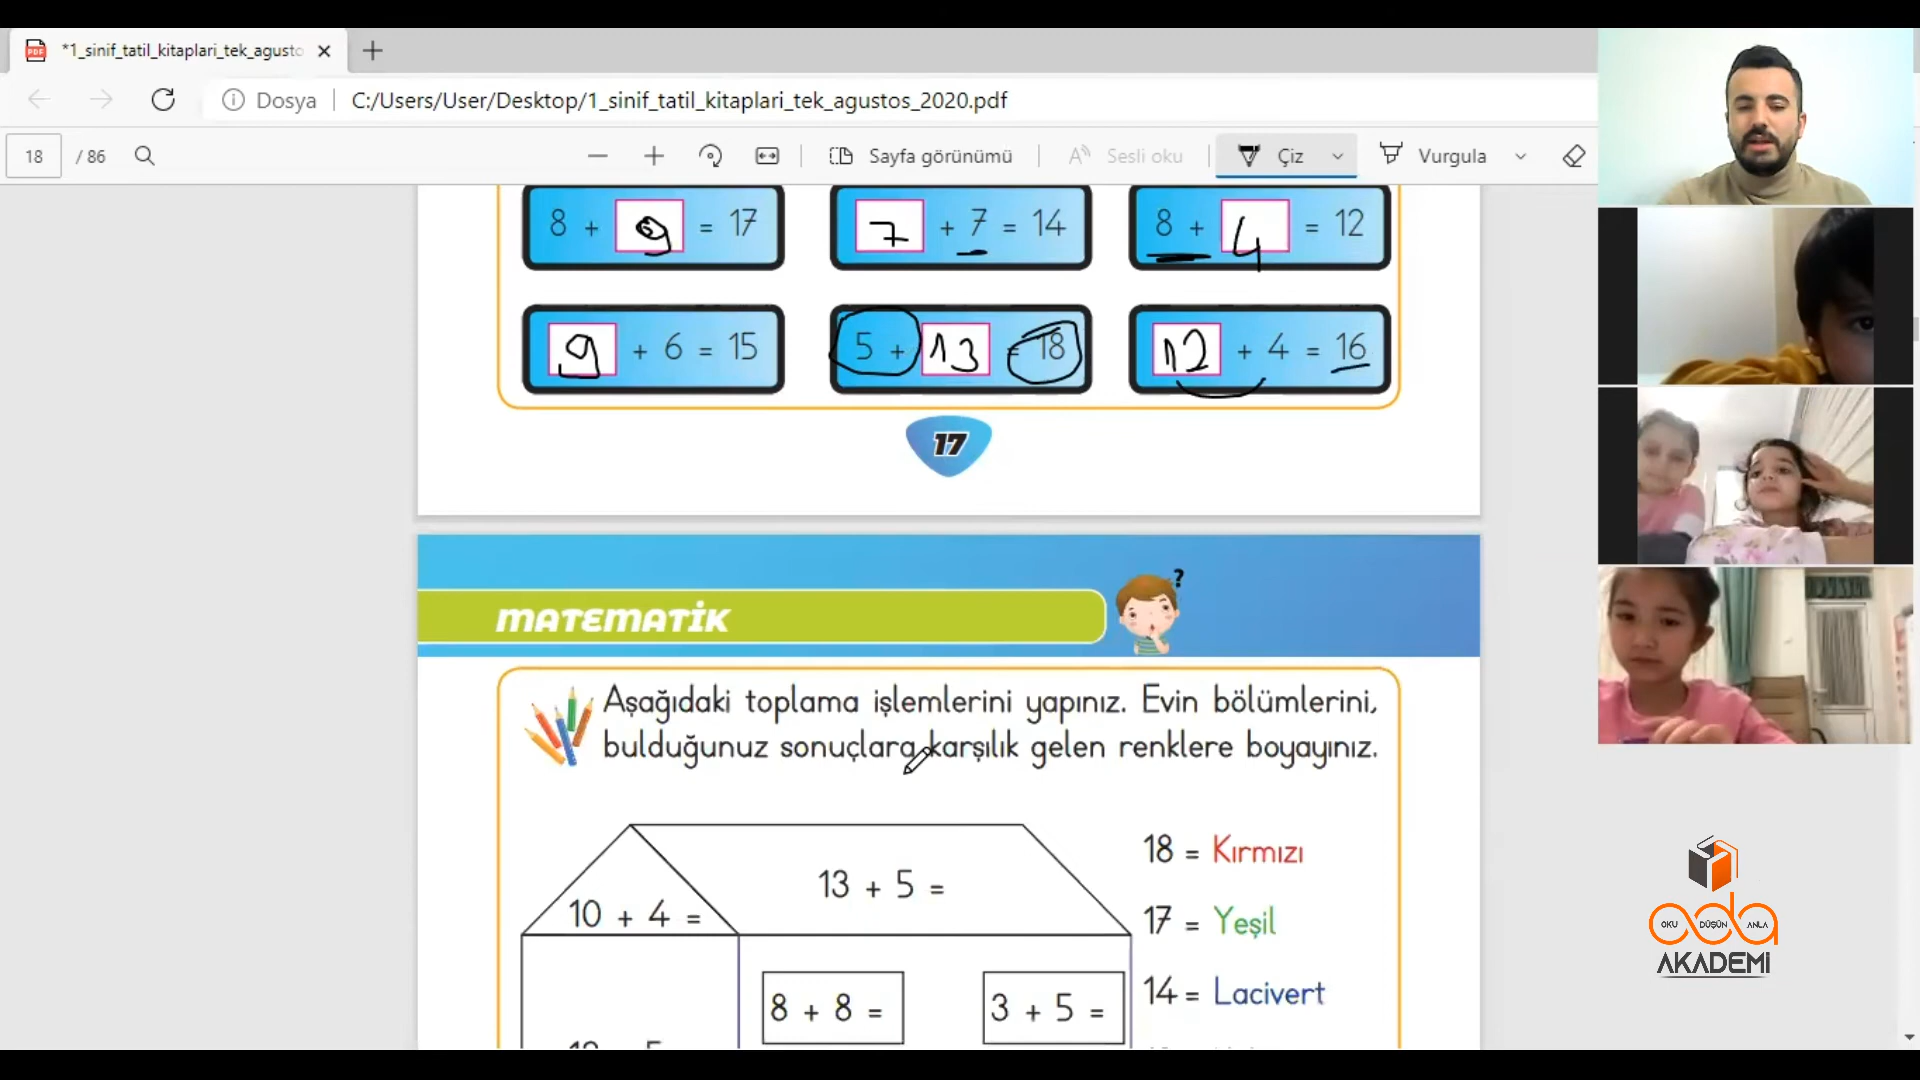 *1_sinif_tatil_kitaplari_tek_agusto
Dosya C:/Users/User/Desktop/1_sinif_tatil_kitaplari_tek_agustos_2020.pdf
18 / 86 Sayfa görünümü Sesli oku Çiz Vurgula
8 + 9 = 17
7 + 7 = 14
8 + 4 = 12
9 + 6 = 15
5 + 13 = 18
12 + 4 = 16
17
MATEMATİK
?
Aşağıdaki toplama işlemlerini yapınız. Evin bölümlerini,
bulduğunuz sonuçlara karşılık gelen renklere boyayınız.
13 + 5 =
10 + 4 =
8 + 8 =
3 + 5 =
18 = Kırmızı
17 = Yeşil
14 = Lacivert
oda
OKU DÜŞÜN ANLA
AKADEMİ